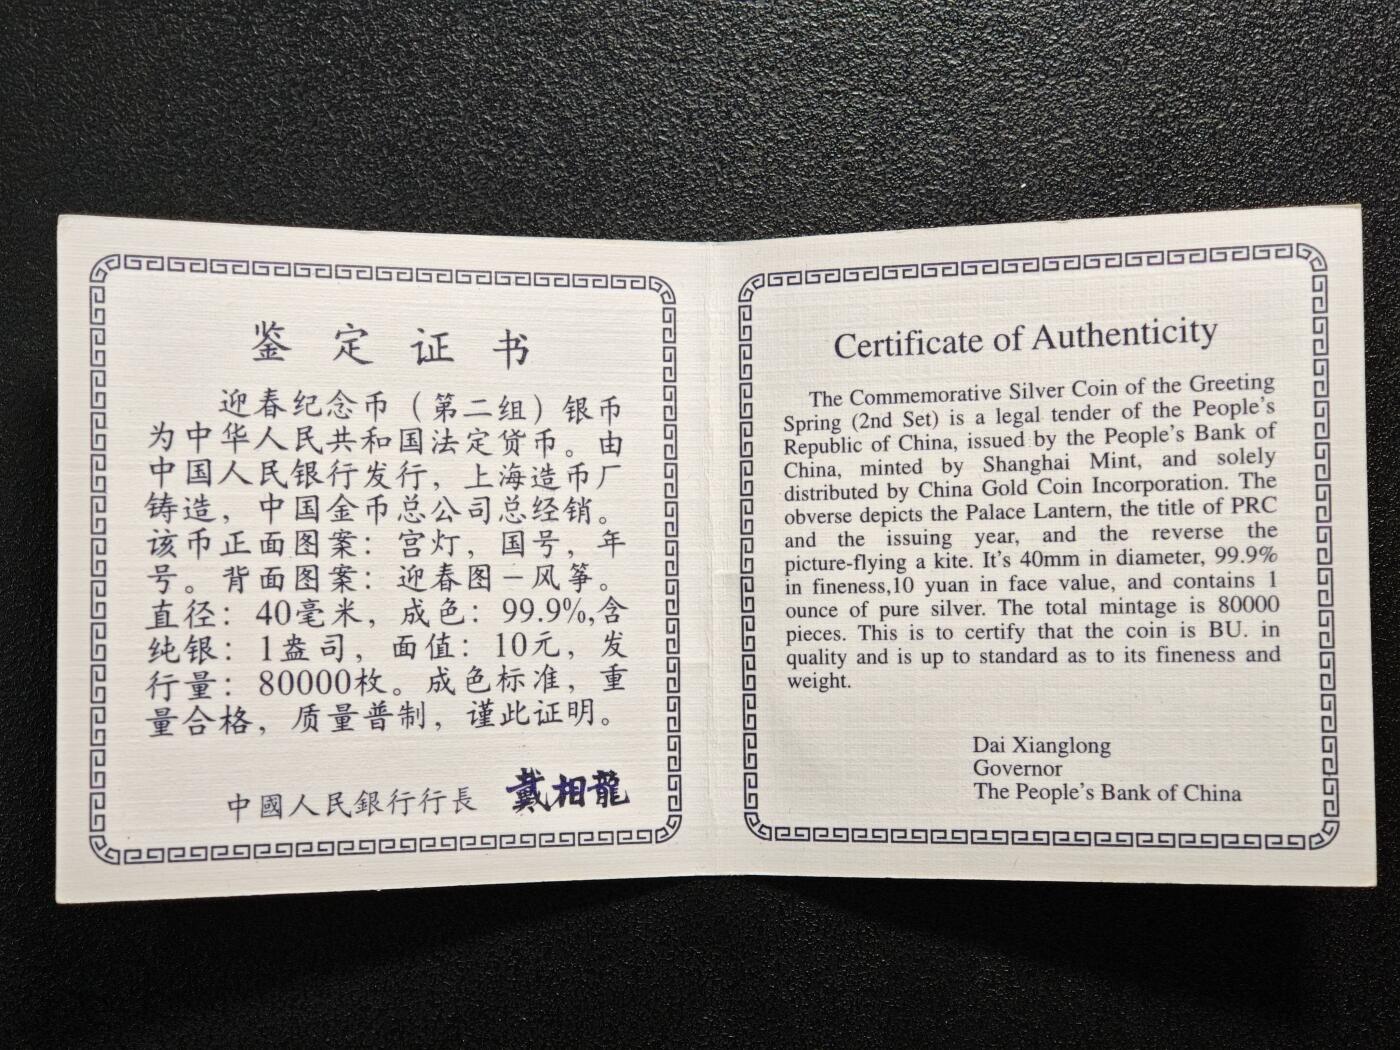 鉴定证书
迎春纪念币（第二组）银币
为中华人民共和国法定货币。由
中国人民银行发行，上海造币厂
铸造，中国金币总公司总经销。
该币正面图案：宫灯，国号，年
号。背面图案：迎春图－风筝。
直径：40毫米，成色：99.9%,含
纯银：1盎司，面值：10元，发
行量：80000枚。成色标准，重
量合格，质量普制，谨此证明。
中國人民銀行行長 戴相龍
Certificate of Authenticity
The Commemorative Silver Coin of the Greeting
Spring (2nd Set) is a legal tender of the People's
Republic of China, issued by the People's Bank of
China, minted by Shanghai Mint, and solely
distributed by China Gold Coin Incorporation. The
obverse depicts the Palace Lantern, the title of PRC
and the issuing year, and the reverse the
picture-flying a kite. It's 40mm in diameter, 99.9%
in fineness,10 yuan in face value, and contains 1
ounce of pure silver. The total mintage is 80000
pieces. This is to certify that the coin is BU. in
quality and is up to standard as to its fineness and
weight.
Dai Xianglong
Governor
The People's Bank of China